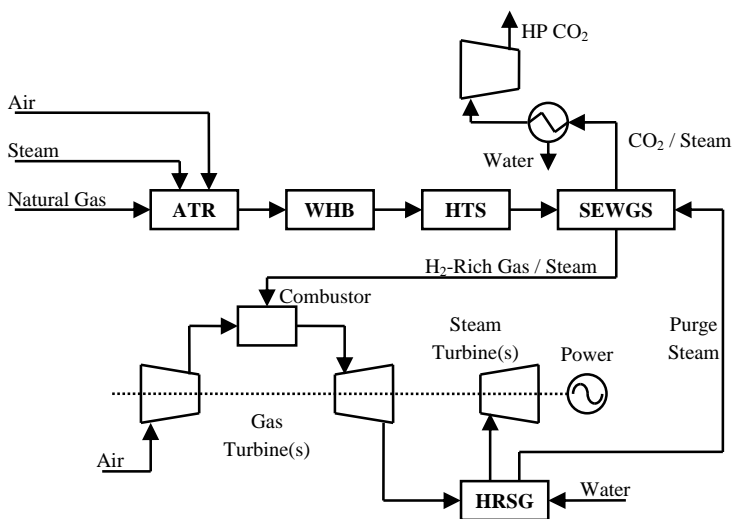 HP CO₂
Air
Steam
CO₂ / Steam
Water
Natural Gas
ATR
WHB
HTS
SEWGS
H₂-Rich Gas / Steam
Combustor
Steam
Turbine(s)
Power
Purge
Steam
Gas
Turbine(s)
Air
HRSG
Water